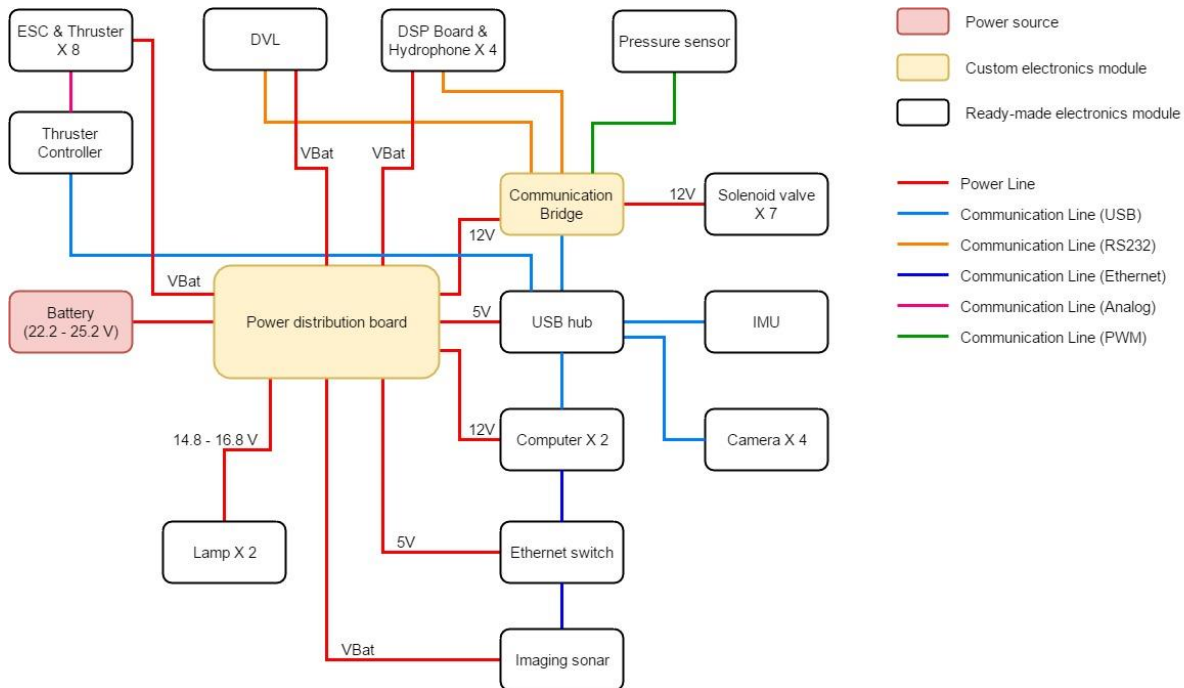 ESC & Thruster
X 8
DVL
DSP Board &
Hydrophone X 4
Pressure sensor
Power source
Custom electronics module
Ready-made electronics module
Thruster
Controller
VBat
VBat
Communication
Bridge
12V
Solenoid valve
X 7
Power Line
Communication Line (USB)
Communication Line (RS232)
Communication Line (Ethernet)
Communication Line (Analog)
Communication Line (PWM)
12V
VBat
Battery
(22.2 - 25.2 V)
Power distribution board
5V
USB hub
IMU
14.8 - 16.8 V
12V
Computer X 2
Camera X 4
Lamp X 2
5V
Ethernet switch
VBat
Imaging sonar